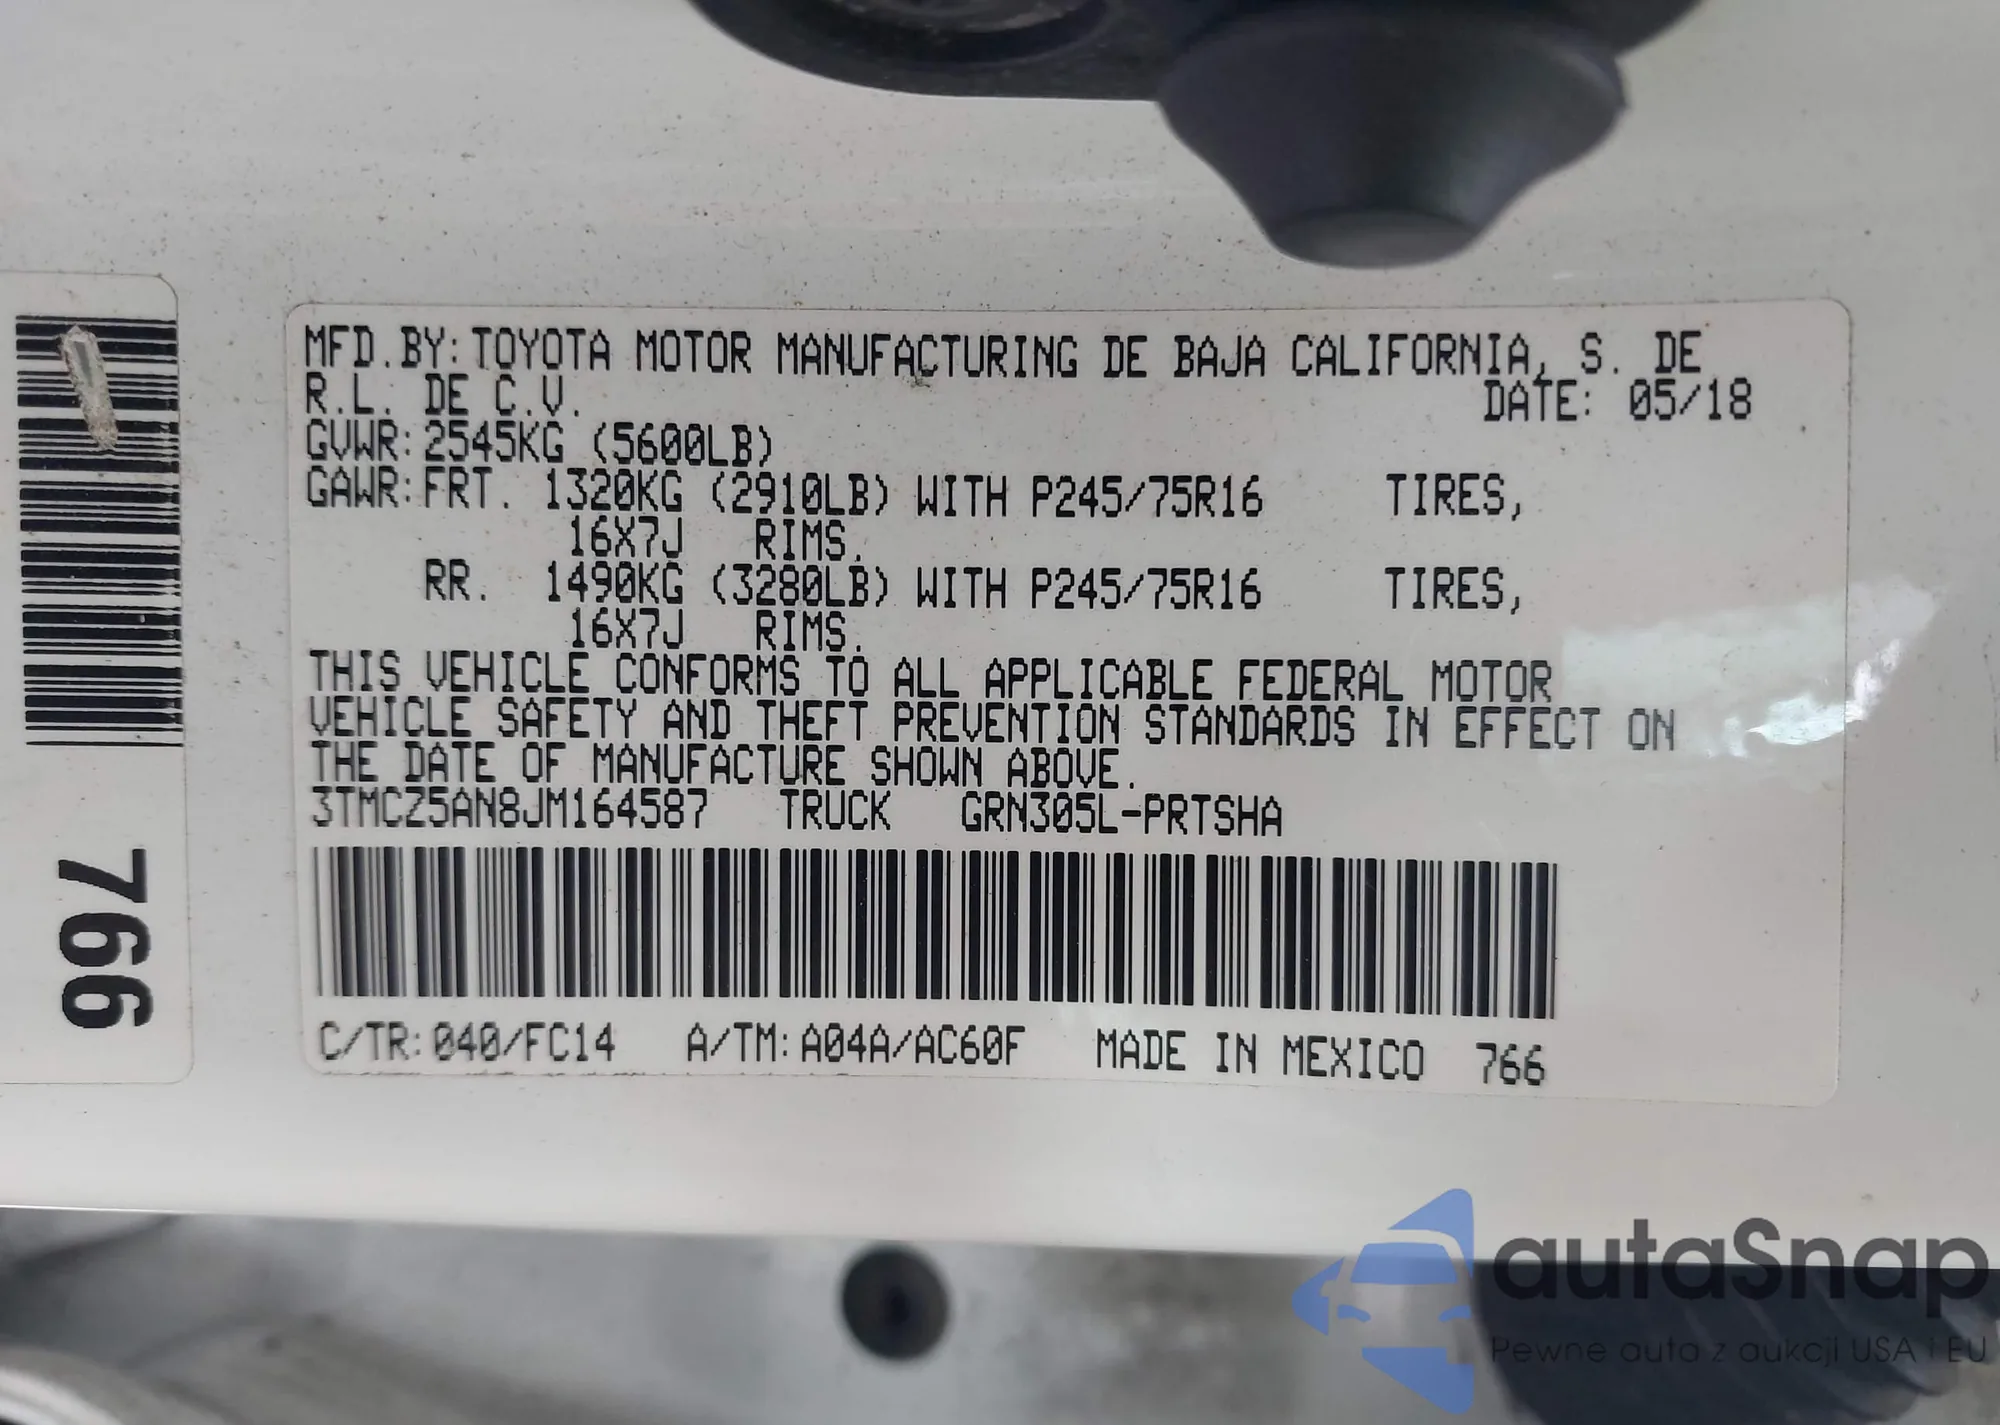 MFD.BY: TOYOTA MOTOR MANUFACTURING DE BAJA CALIFORNIA, S. DE
R.L. DE C.V. DATE: 05/18
GVWR: 2545KG (5600LB)
GAWR: FRT. 1320KG (2910LB) WITH P245/75R16 TIRES,
16X7J RIMS.
RR. 1490KG (3280LB) WITH P245/75R16 TIRES,
16X7J RIMS.
THIS VEHICLE CONFORMS TO ALL APPLICABLE FEDERAL MOTOR
VEHICLE SAFETY AND THEFT PREVENTION STANDARDS IN EFFECT ON
THE DATE OF MANUFACTURE SHOWN ABOVE.
3TMCZ5AN8JM164587 TRUCK GRN305L-PRTSHA
C/TR: 040/FC14 A/TM: A04A/AC60F MADE IN MEXICO 766
766
autaSnap
Pewne auta z aukcji USA i EU